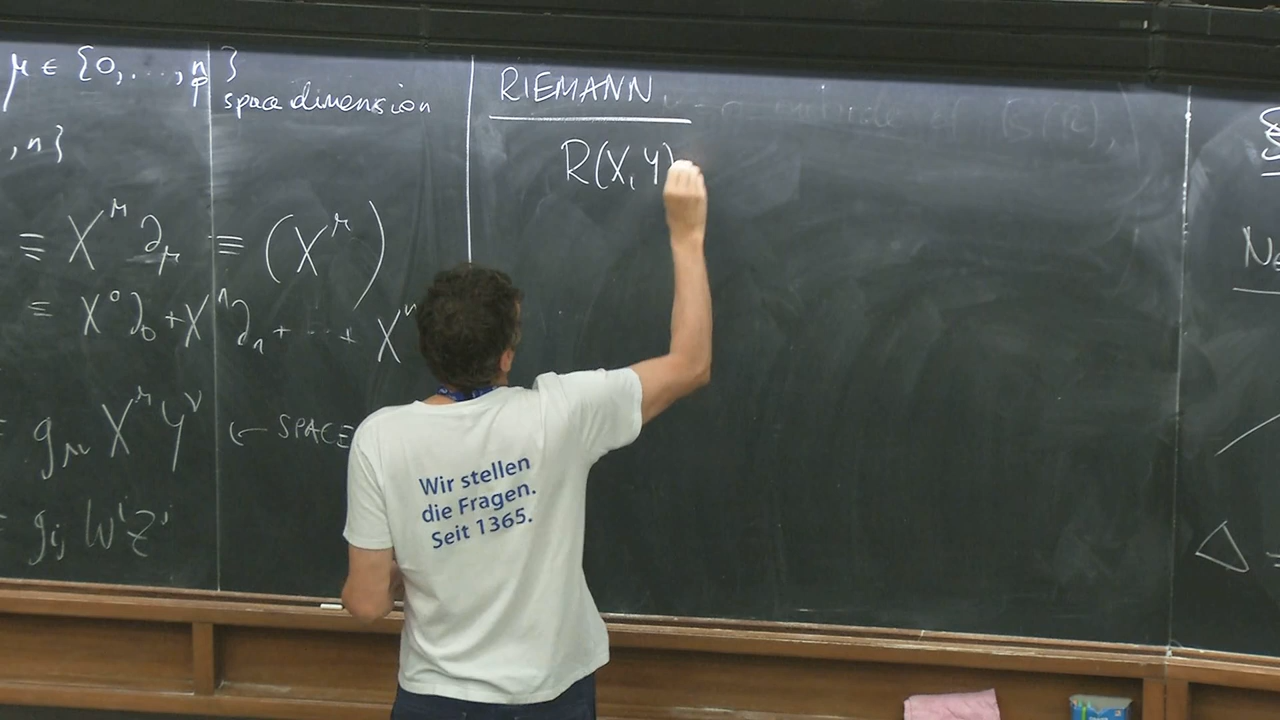 μ ∈ {0, ..., n}
space dimension
, n}
≡ X^μ ∂_μ ≡ (X^μ)
= X^0 ∂_0 + X^1 ∂_1 + ... + X^n
g_μν X^μ Y^ν ← SPACE
g_ij W^i Z^j
RIEMANN
R(X, Y)
Wir stellen
die Fragen.
Seit 1365.